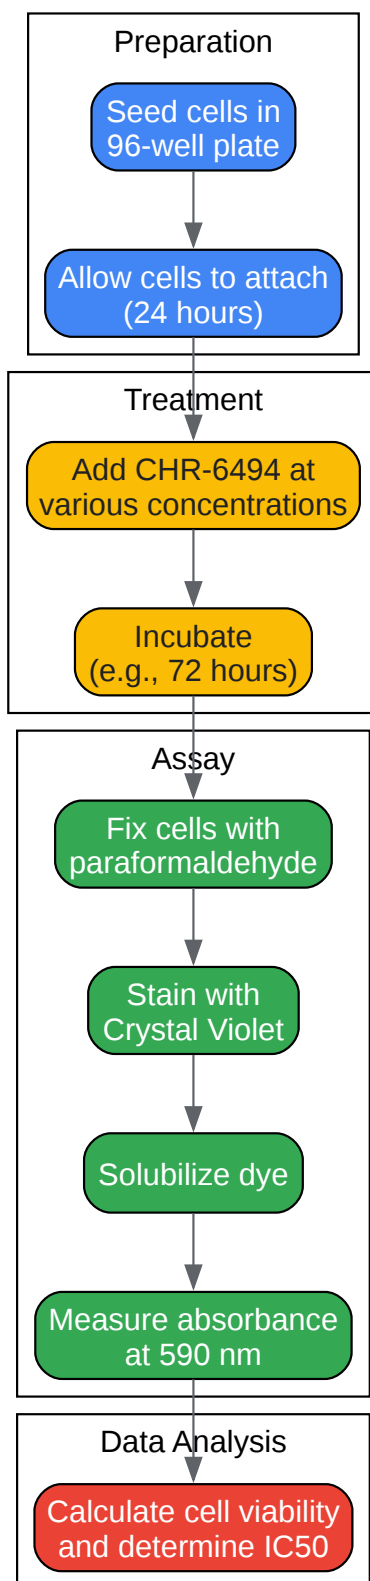 Preparation
Seed cells in
96-well plate
Allow cells to attach
(24 hours)
Treatment
Add CHR-6494 at
various concentrations
Incubate
(e.g., 72 hours)
Assay
Fix cells with
paraformaldehyde
Stain with
Crystal Violet
Solubilize dye
Measure absorbance
at 590 nm
Data Analysis
Calculate cell viability
and determine IC50